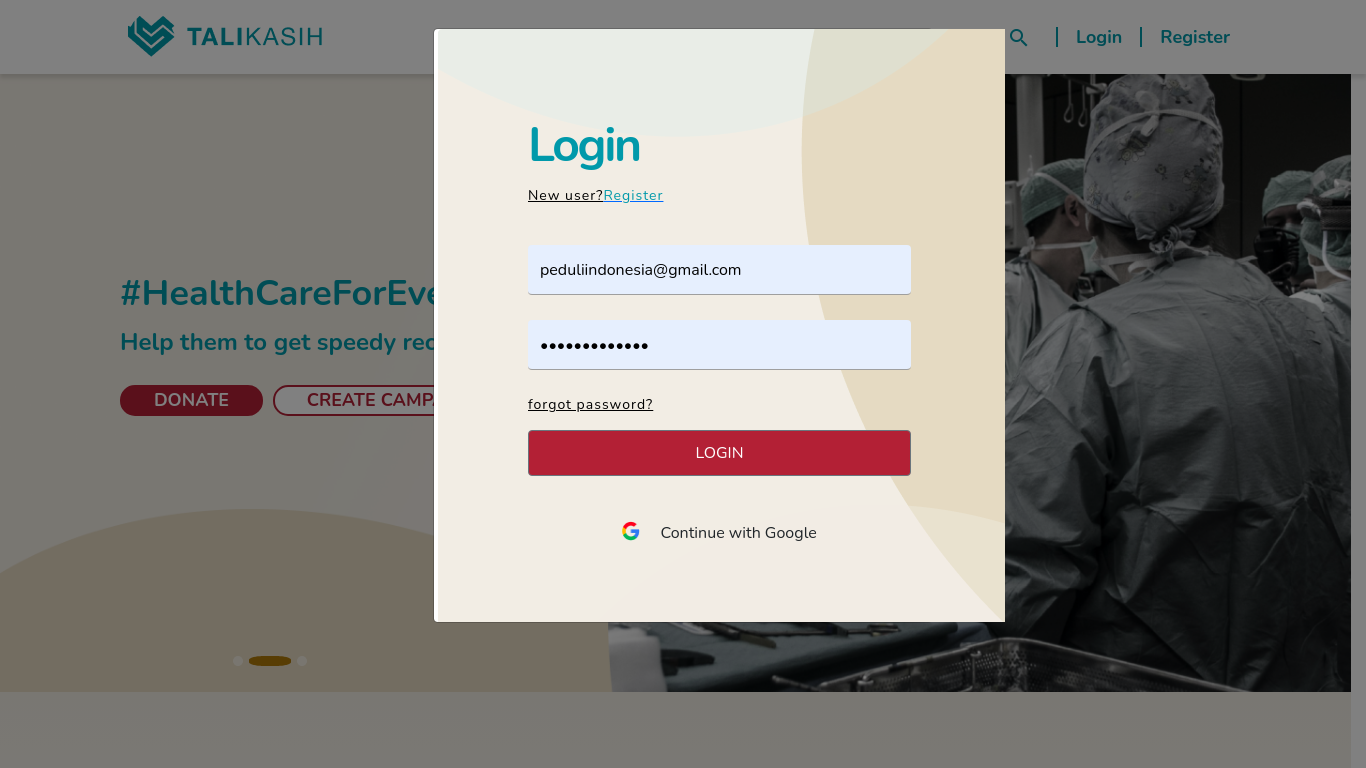 TALIKASIH
Login
Register
Login
New user?Register
#HealthCareForEve
Help them to get speedy rec
DONATE
CREATE CAMPA
peduliindonesia@gmail.com
•••••••••••••
forgot password?
LOGIN
Continue with Google